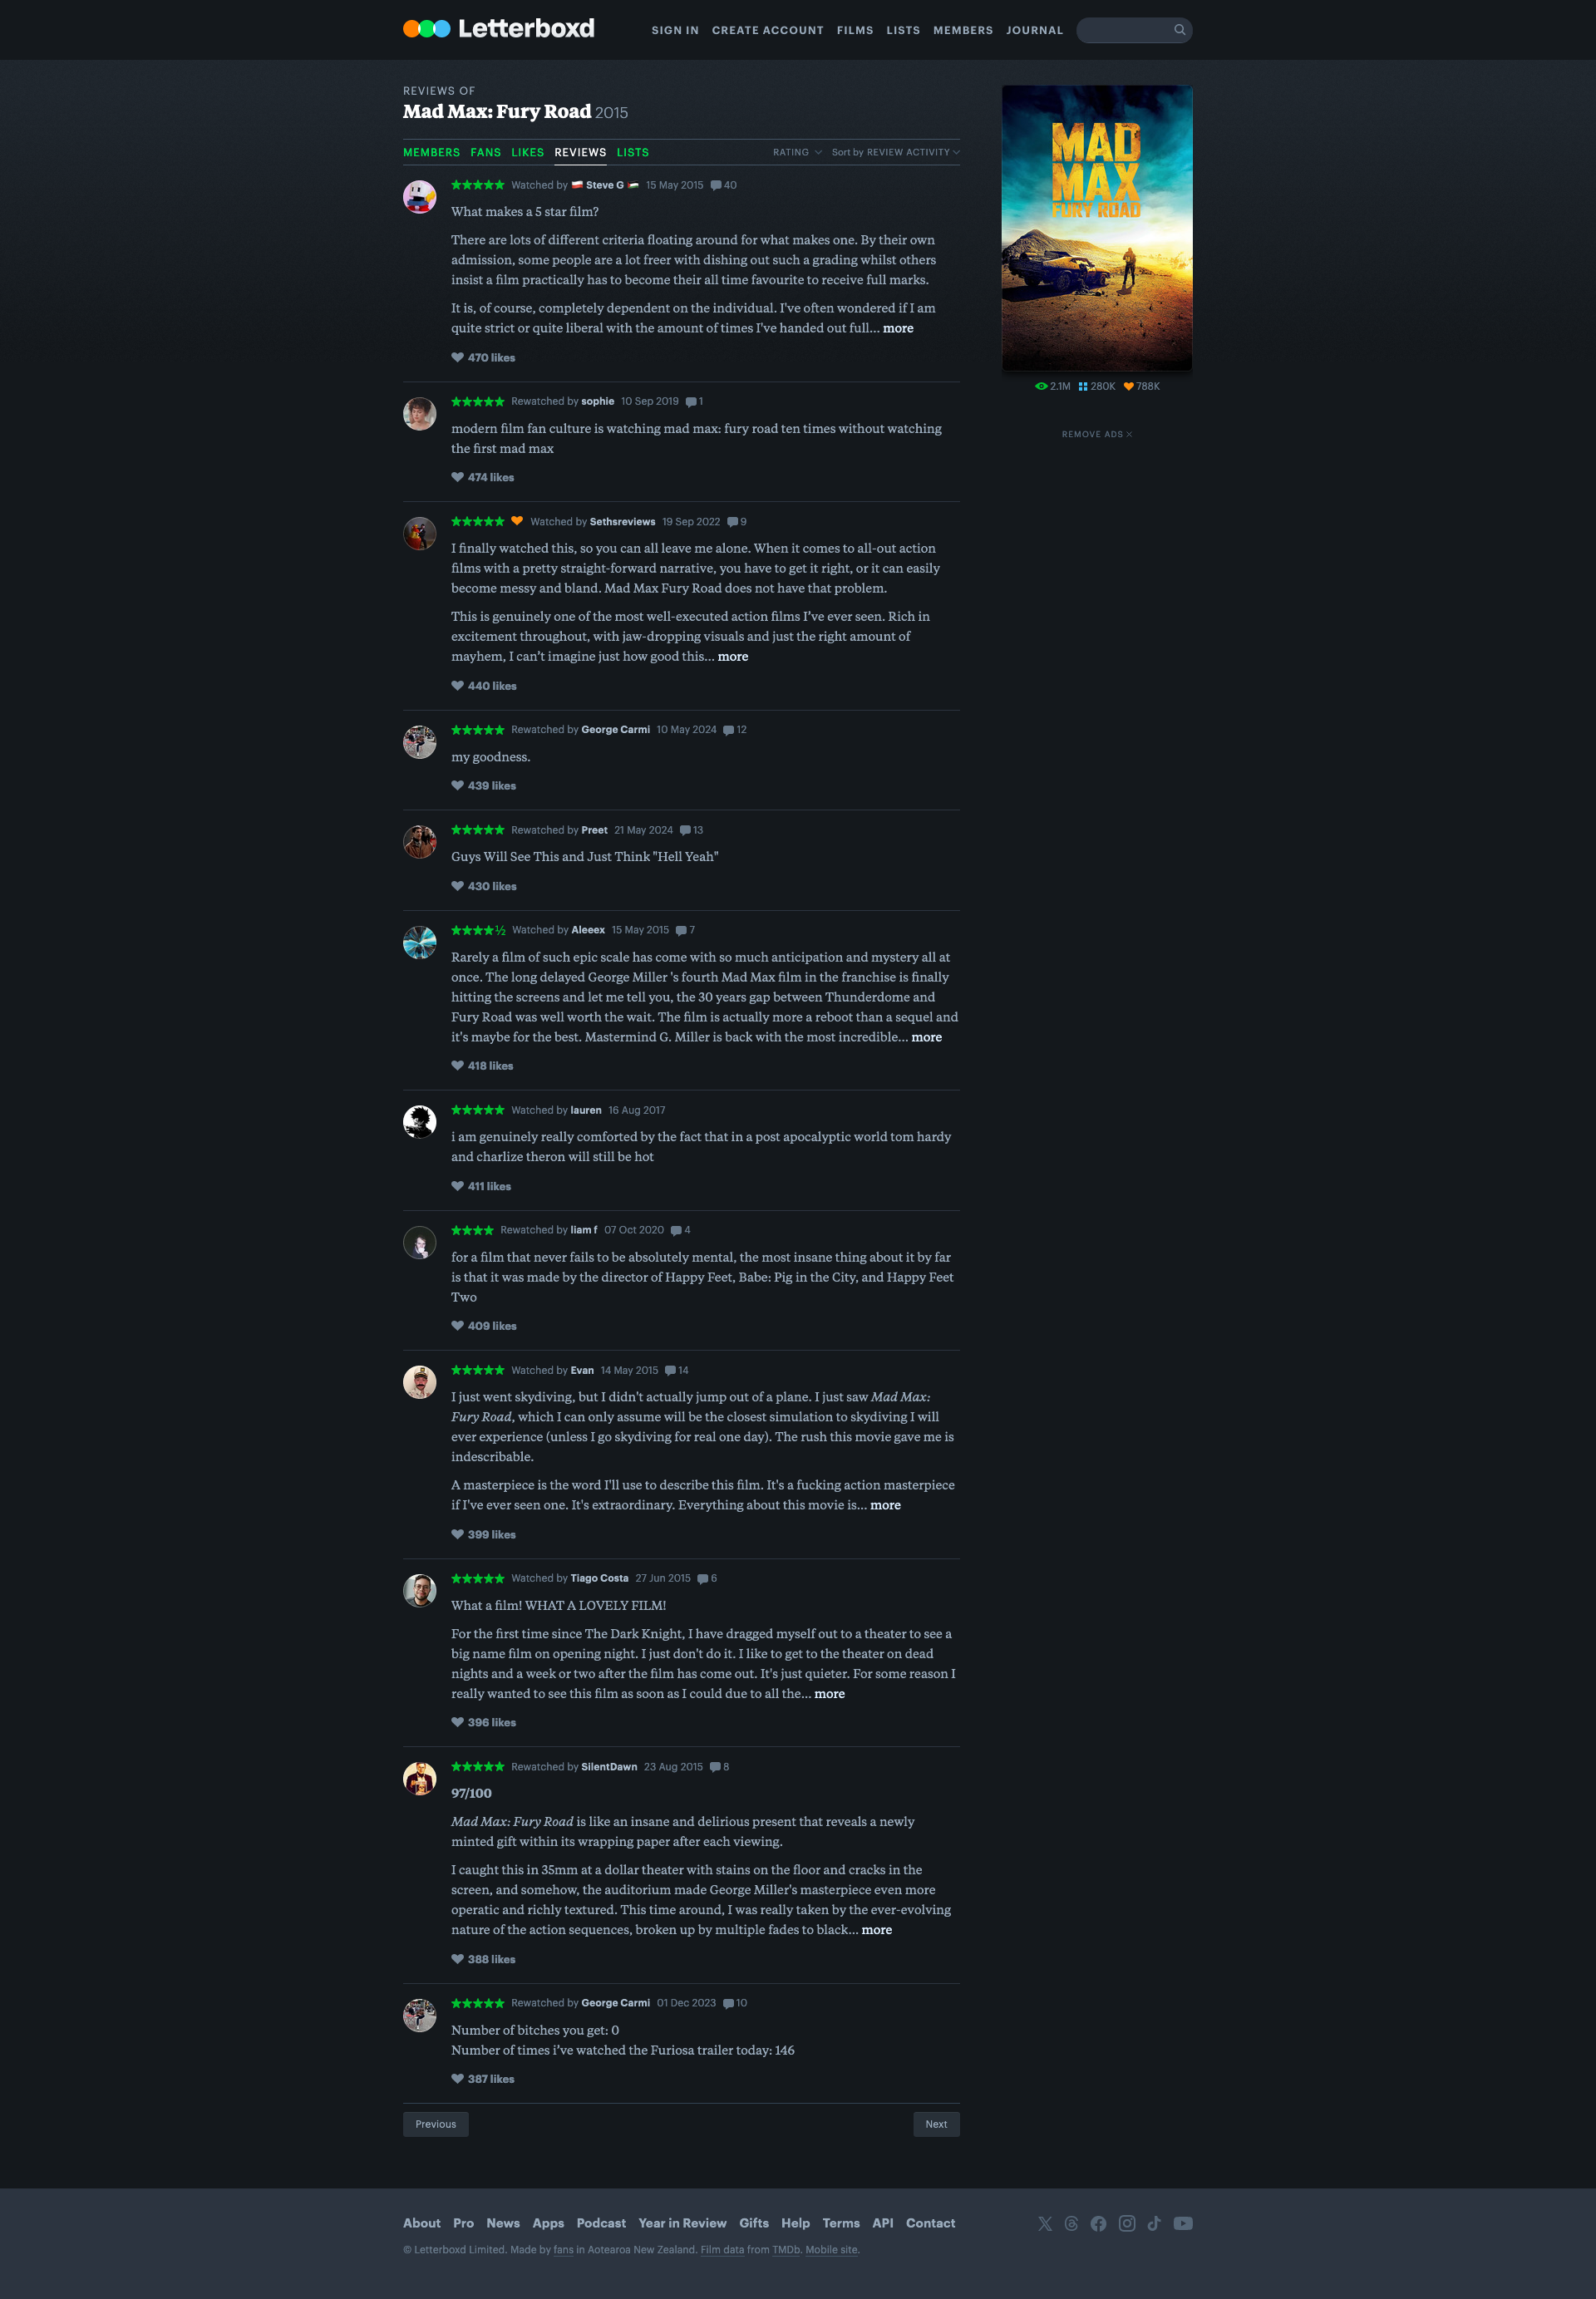 Letterboxd
SIGN IN CREATE ACCOUNT FILMS LISTS MEMBERS JOURNAL
REVIEWS OF
Mad Max: Fury Road 2015
MEMBERS FANS LIKES REVIEWS LISTS RATING Sort by REVIEW ACTIVITY
MAD
MAX
FURY ROAD
2.1M 280K 788K
REMOVE ADS
Watched by Steve G 15 May 2015 40
What makes a 5 star film?
There are lots of different criteria floating around for what makes one. By their own
admission, some people are a lot freer with dishing out such a grading whilst others
insist a film practically has to become their all time favourite to receive full marks.
It is, of course, completely dependent on the individual. I've often wondered if I am
quite strict or quite liberal with the amount of times I've handed out full… more
470 likes
Rewatched by sophie 10 Sep 2019 1
modern film fan culture is watching mad max: fury road ten times without watching
the first mad max
474 likes
Watched by Sethsreviews 19 Sep 2022 9
I finally watched this, so you can all leave me alone. When it comes to all-out action
films with a pretty straight-forward narrative, you have to get it right, or it can easily
become messy and bland. Mad Max Fury Road does not have that problem.
This is genuinely one of the most well-executed action films I’ve ever seen. Rich in
excitement throughout, with jaw-dropping visuals and just the right amount of
mayhem, I can’t imagine just how good this… more
440 likes
Rewatched by George Carmi 10 May 2024 12
my goodness.
439 likes
Rewatched by Preet 21 May 2024 13
Guys Will See This and Just Think "Hell Yeah"
430 likes
★★★★½ Watched by Aleeex 15 May 2015 7
Rarely a film of such epic scale has come with so much anticipation and mystery all at
once. The long delayed George Miller 's fourth Mad Max film in the franchise is finally
hitting the screens and let me tell you, the 30 years gap between Thunderdome and
Fury Road was well worth the wait. The film is actually more a reboot than a sequel and
it's maybe for the best. Mastermind G. Miller is back with the most incredible… more
418 likes
Watched by lauren 16 Aug 2017
i am genuinely really comforted by the fact that in a post apocalyptic world tom hardy
and charlize theron will still be hot
411 likes
Rewatched by liam f 07 Oct 2020 4
for a film that never fails to be absolutely mental, the most insane thing about it by far
is that it was made by the director of Happy Feet, Babe: Pig in the City, and Happy Feet
Two
409 likes
Watched by Evan 14 May 2015 14
I just went skydiving, but I didn't actually jump out of a plane. I just saw Mad Max:
Fury Road, which I can only assume will be the closest simulation to skydiving I will
ever experience (unless I go skydiving for real one day). The rush this movie gave me is
indescribable.
A masterpiece is the word I'll use to describe this film. It's a fucking action masterpiece
if I've ever seen one. It's extraordinary. Everything about this movie is… more
399 likes
Watched by Tiago Costa 27 Jun 2015 6
What a film! WHAT A LOVELY FILM!
For the first time since The Dark Knight, I have dragged myself out to a theater to see a
big name film on opening night. I just don't do it. I like to get to the theater on dead
nights and a week or two after the film has come out. It's just quieter. For some reason I
really wanted to see this film as soon as I could due to all the… more
396 likes
Rewatched by SilentDawn 23 Aug 2015 8
97/100
Mad Max: Fury Road is like an insane and delirious present that reveals a newly
minted gift within its wrapping paper after each viewing.
I caught this in 35mm at a dollar theater with stains on the floor and cracks in the
screen, and somehow, the auditorium made George Miller's masterpiece even more
operatic and richly textured. This time around, I was really taken by the ever-evolving
nature of the action sequences, broken up by multiple fades to black… more
388 likes
Rewatched by George Carmi 01 Dec 2023 10
Number of bitches you get: 0
Number of times i’ve watched the Furiosa trailer today: 146
387 likes
Previous Next
About Pro News Apps Podcast Year in Review Gifts Help Terms API Contact
© Letterboxd Limited. Made by fans in Aotearoa New Zealand. Film data from TMDb. Mobile site.